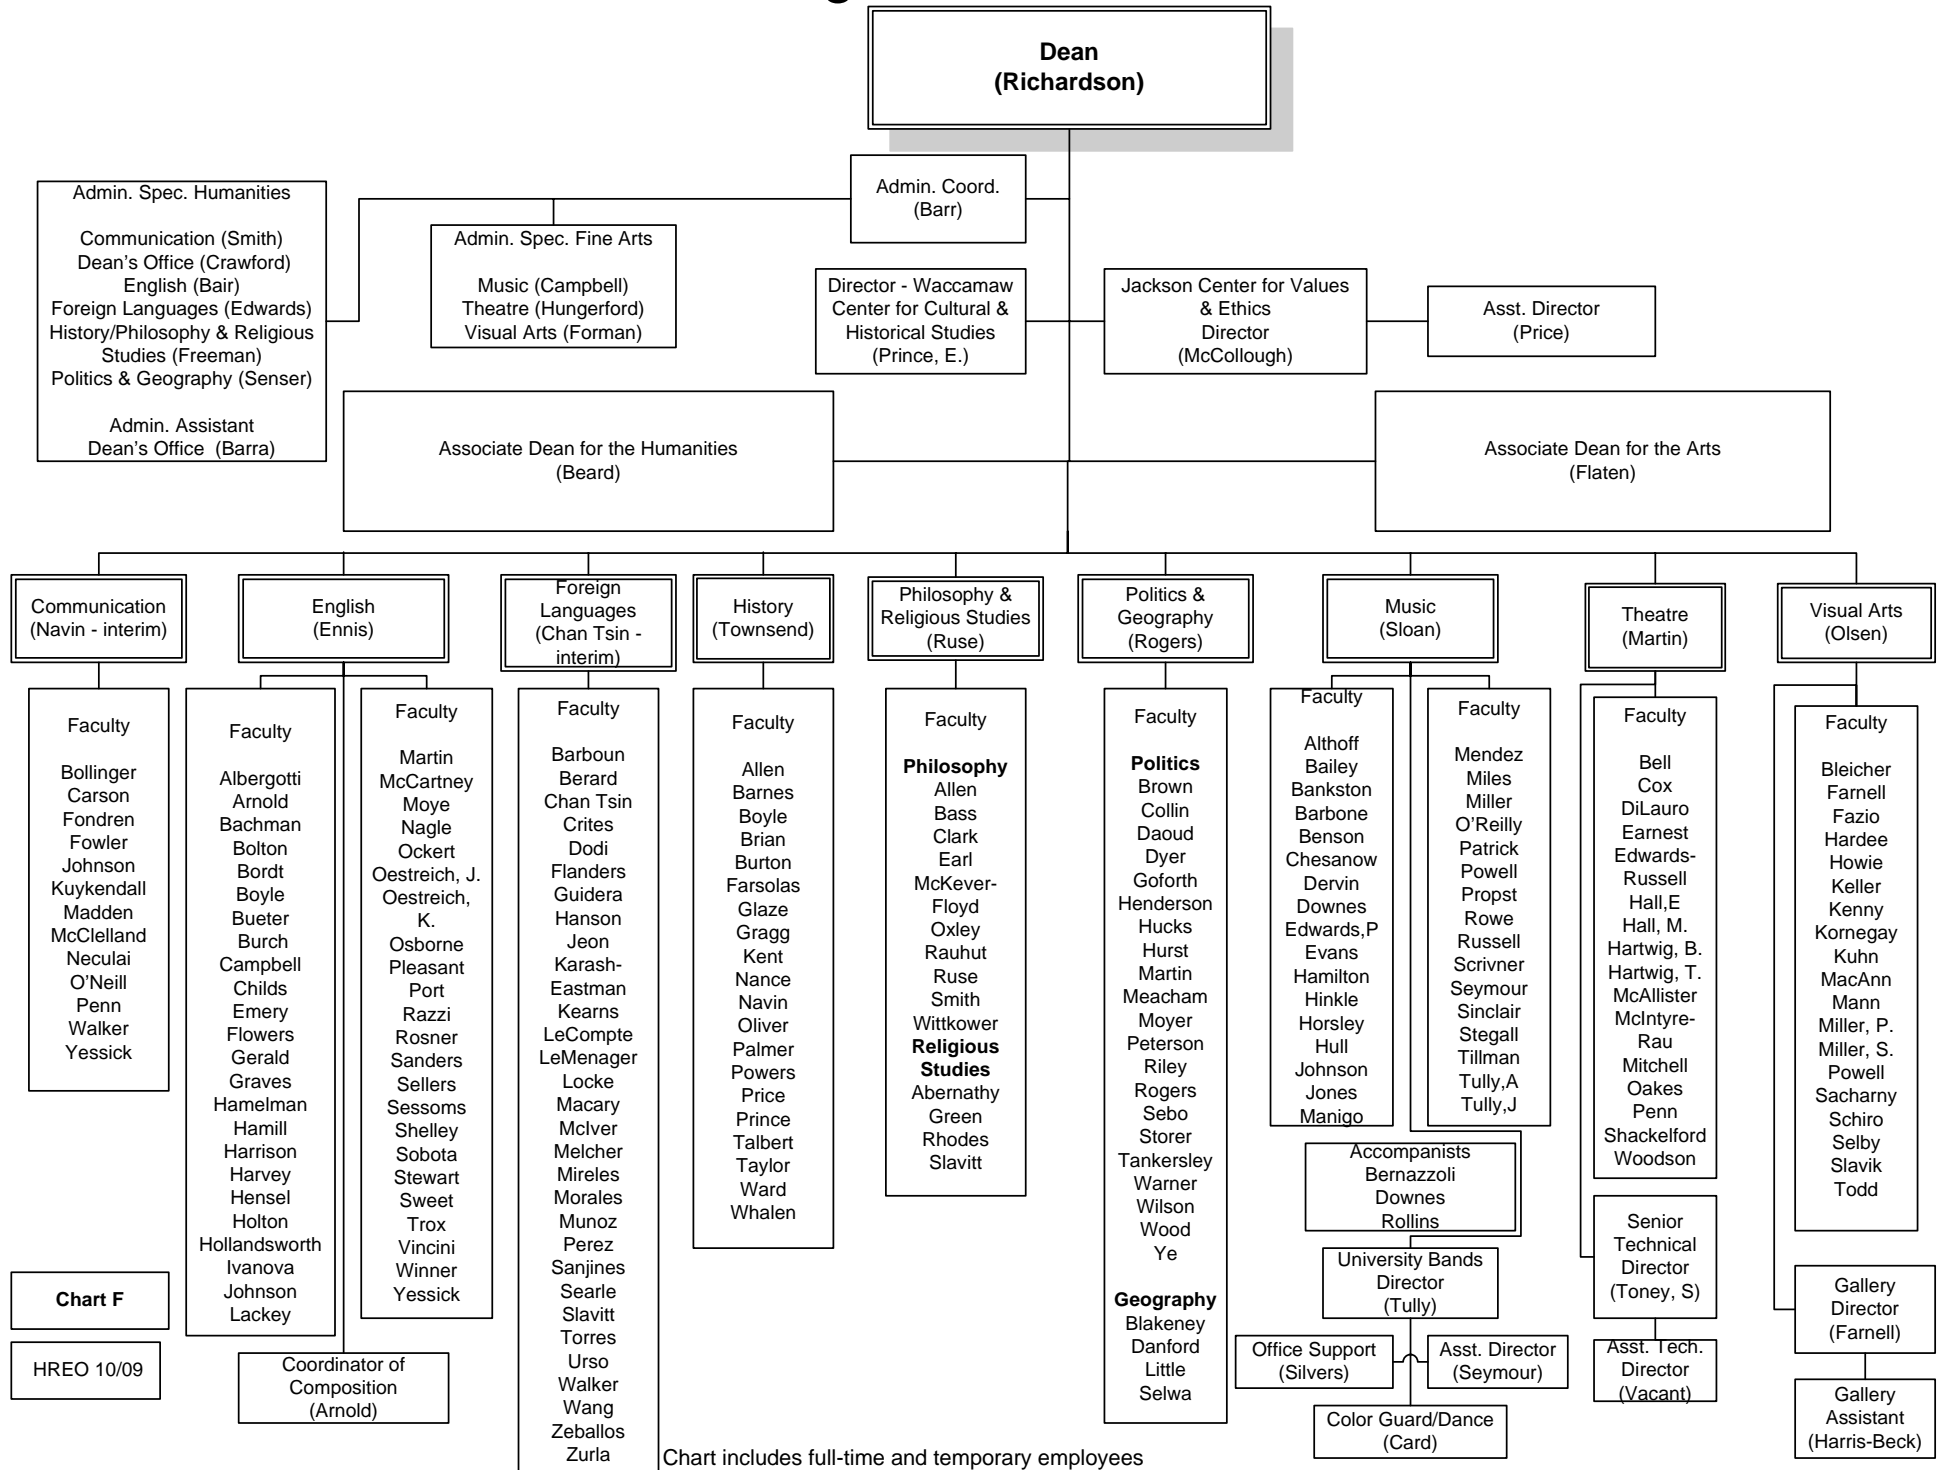 Dean
(Richardson)
Admin. Coord.
(Barr)
Admin. Spec. Humanities
Communication (Smith)
Dean's Office (Crawford)
English (Bair)
Foreign Languages (Edwards)
History/Philosophy & Religious
Studies (Freeman)
Politics & Geography (Senser)
Admin. Assistant
Dean's Office  (Barra)
Admin. Spec. Fine Arts
Music (Campbell)
Theatre (Hungerford)
Visual Arts (Forman)
Director - Waccamaw
Center for Cultural &
Historical Studies
(Prince, E.)
Jackson Center for Values
& Ethics
Director
(McCollough)
Asst. Director
(Price)
Associate Dean for the Humanities
(Beard)
Associate Dean for the Arts
(Flaten)
Communication
(Navin - interim)
English
(Ennis)
Foreign
Languages
(Chan Tsin -
interim)
History
(Townsend)
Philosophy &
Religious Studies
(Ruse)
Politics &
Geography
(Rogers)
Music
(Sloan)
Theatre
(Martin)
Visual Arts
(Olsen)
Faculty
Bollinger
Carson
Fondren
Fowler
Johnson
Kuykendall
Madden
McClelland
Neculai
O'Neill
Penn
Walker
Yessick
Faculty
Albergotti
Arnold
Bachman
Bolton
Bordt
Boyle
Bueter
Burch
Campbell
Childs
Emery
Flowers
Gerald
Graves
Hamelman
Hamill
Harrison
Harvey
Hensel
Holton
Hollandsworth
Ivanova
Johnson
Lackey
Faculty
Martin
McCartney
Moye
Nagle
Ockert
Oestreich, J.
Oestreich,
K.
Osborne
Pleasant
Port
Razzi
Rosner
Sanders
Sellers
Sessoms
Shelley
Sobota
Stewart
Sweet
Trox
Vincini
Winner
Yessick
Coordinator of
Composition
(Arnold)
Faculty
Barboun
Berard
Chan Tsin
Crites
Dodi
Flanders
Guidera
Hanson
Jeon
Karash-
Eastman
Kearns
LeCompte
LeMenager
Locke
Macary
McIver
Melcher
Mireles
Morales
Munoz
Perez
Sanjines
Searle
Slavitt
Torres
Urso
Walker
Wang
Zeballos
Zurla
Faculty
Allen
Barnes
Boyle
Brian
Burton
Farsolas
Glaze
Gragg
Kent
Nance
Navin
Oliver
Palmer
Powers
Price
Prince
Talbert
Taylor
Ward
Whalen
Faculty
Philosophy
Allen
Bass
Clark
Earl
McKever-
Floyd
Oxley
Rauhut
Ruse
Smith
Wittkower
Religious
Studies
Abernathy
Green
Rhodes
Slavitt
Faculty
Politics
Brown
Collin
Daoud
Dyer
Goforth
Henderson
Hucks
Hurst
Martin
Meacham
Moyer
Peterson
Riley
Rogers
Sebo
Storer
Tankersley
Warner
Wilson
Wood
Ye
Geography
Blakeney
Danford
Little
Selwa
Faculty
Althoff
Bailey
Bankston
Barbone
Benson
Chesanow
Dervin
Downes
Edwards,P
Evans
Hamilton
Hinkle
Horsley
Hull
Johnson
Jones
Manigo
Faculty
Mendez
Miles
Miller
O'Reilly
Patrick
Powell
Propst
Rowe
Russell
Scrivner
Seymour
Sinclair
Stegall
Tillman
Tully,A
Tully,J
Accompanists
Bernazzoli
Downes
Rollins
University Bands
Director
(Tully)
Office Support
(Silvers)
Asst. Director
(Seymour)
Color Guard/Dance
(Card)
Faculty
Bell
Cox
DiLauro
Earnest
Edwards-
Russell
Hall,E
Hall, M.
Hartwig, B.
Hartwig, T.
McAllister
McIntyre-
Rau
Mitchell
Oakes
Penn
Shackelford
Woodson
Senior
Technical
Director
(Toney, S)
Asst. Tech.
Director
(Vacant)
Faculty
Bleicher
Farnell
Fazio
Hardee
Howie
Keller
Kenny
Kornegay
Kuhn
MacAnn
Mann
Miller, P.
Miller, S.
Powell
Sacharny
Schiro
Selby
Slavik
Todd
Gallery
Director
(Farnell)
Gallery
Assistant
(Harris-Beck)
Chart F
HREO 10/09
Chart includes full-time and temporary employees